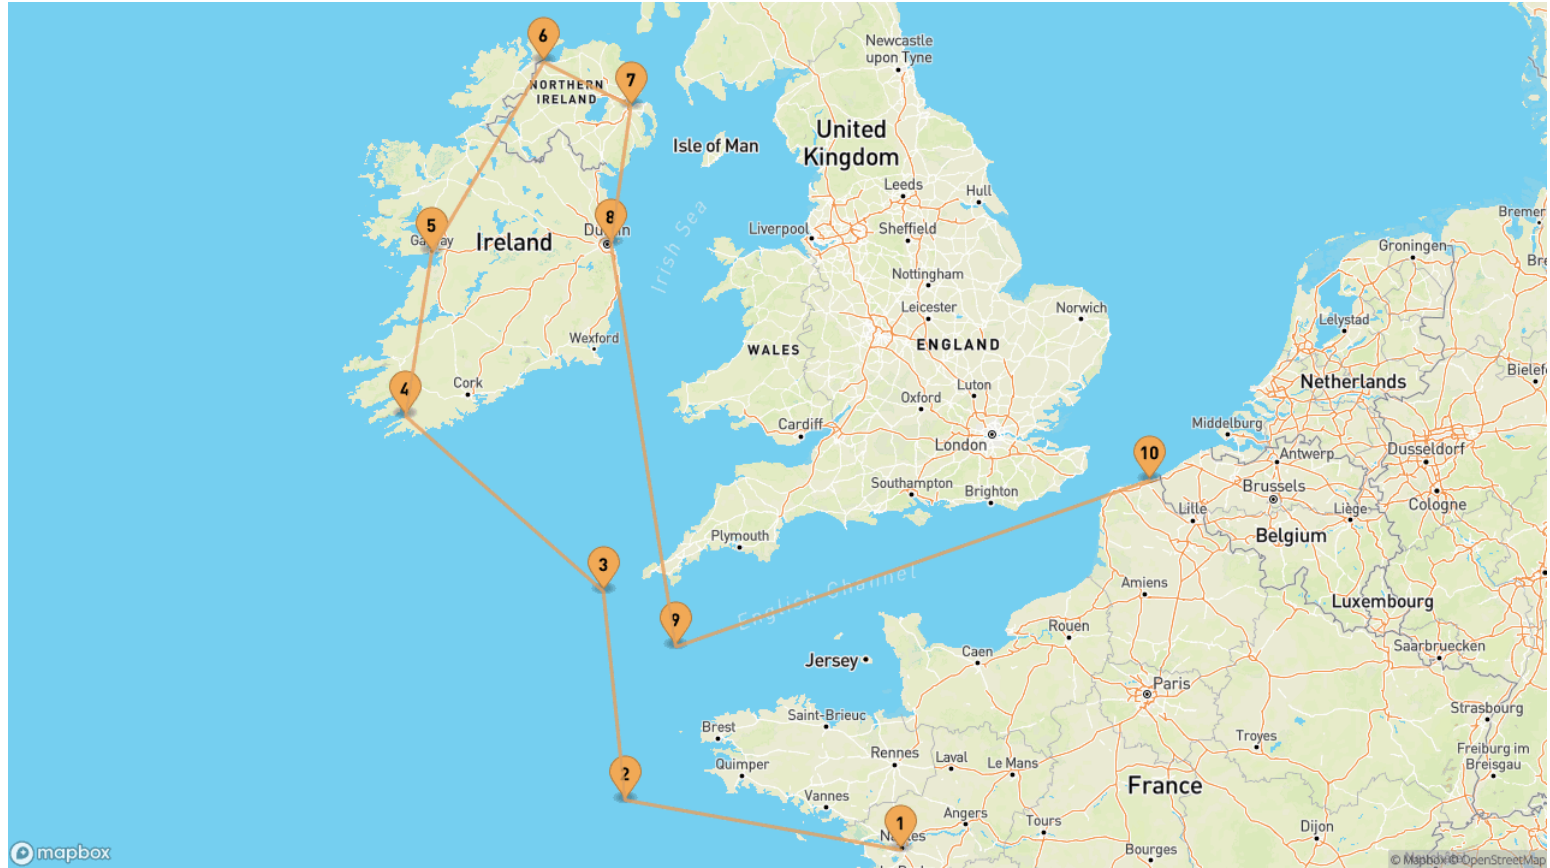 Newcastle
upon Tyne
6
7
NORTHERN
IRELAND
United
Kingdom
Isle of Man
Leeds
Hull
Bremer
5
8
Irish Sea
Liverpool
Sheffield
Ireland
Groningen
Nottingham
Leicester
Norwich
Lelystad
Wexford
WALES
ENGLAND
Netherlands
4
Cork
Luton
Oxford
Cardiff
London
Middelburg
Antwerp
Dusseldorf
10
Southampton
Brighton
Brussels
Cologne
Lille
Liège
Plymouth
Belgium
3
English Channel
Amiens
Luxembourg
9
Rouen
Saarbruecken
Jersey
Caen
Paris
Strasbourg
Saint-Brieuc
Brest
Troyes
Rennes
Laval
Le Mans
Freiburg im
Breisgau
2
Quimper
France
Vannes
Angers
Tours
1
Dijon
Bourges
mapbox
© Mapbox © OpenStreetMap